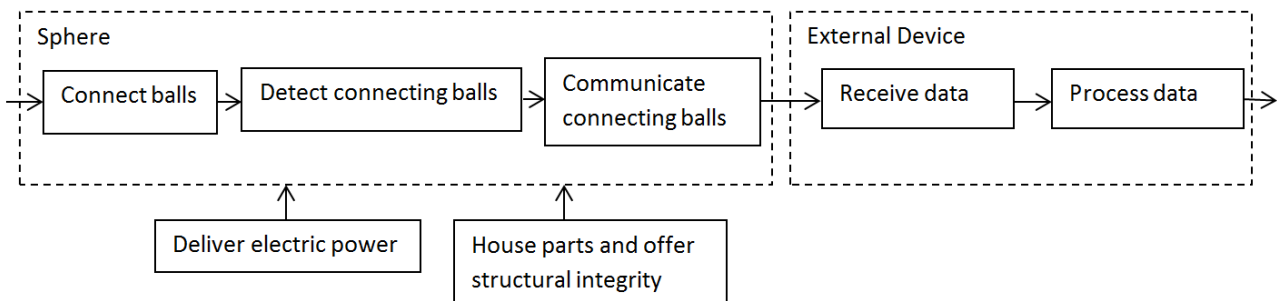 Sphere
External Device
Connect balls
Detect connecting balls
Communicate
connecting balls
Receive data
Process data
Deliver electric power
House parts and offer
structural integrity